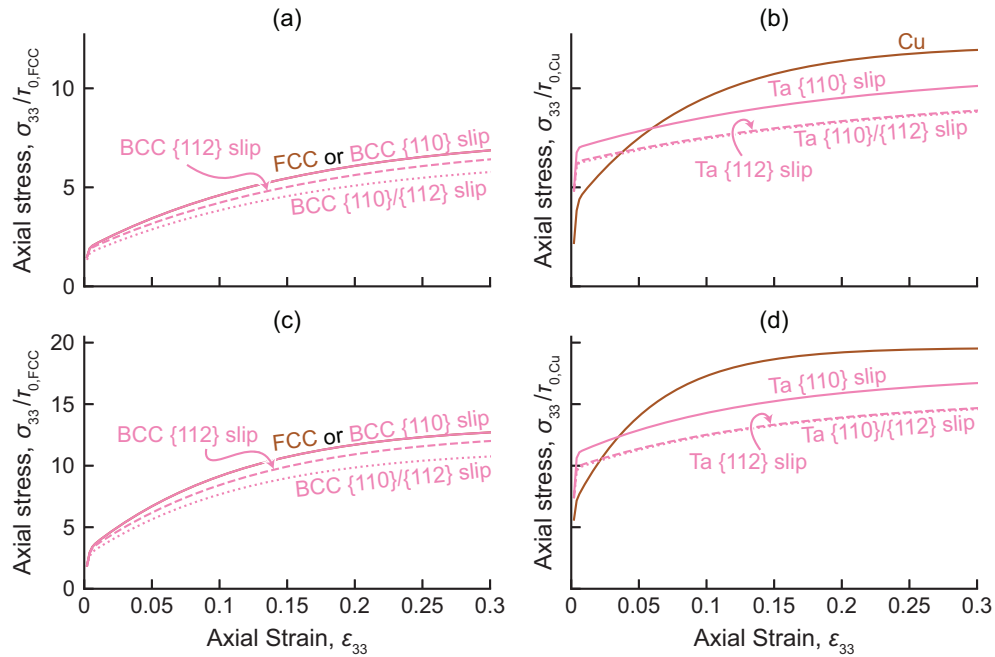 (a)
Axial stress, σ33/τ0,FCC
10
5
0
BCC {112} slip
FCC or BCC {110} slip
BCC {110}/{112} slip
(b)
Axial stress, σ33/τ0,Cu
Cu
Ta {110} slip
Ta {112} slip
Ta {110}/{112} slip
(c)
Axial stress, σ33/τ0,FCC
20
15
10
5
0
BCC {112} slip
FCC or BCC {110} slip
BCC {110}/{112} slip
0 0.05 0.1 0.15 0.2 0.25 0.3
Axial Strain, ε33
(d)
Axial stress, σ33/τ0,Cu
Ta {110} slip
Ta {112} slip
Ta {110}/{112} slip
0 0.05 0.1 0.15 0.2 0.25 0.3
Axial Strain, ε33